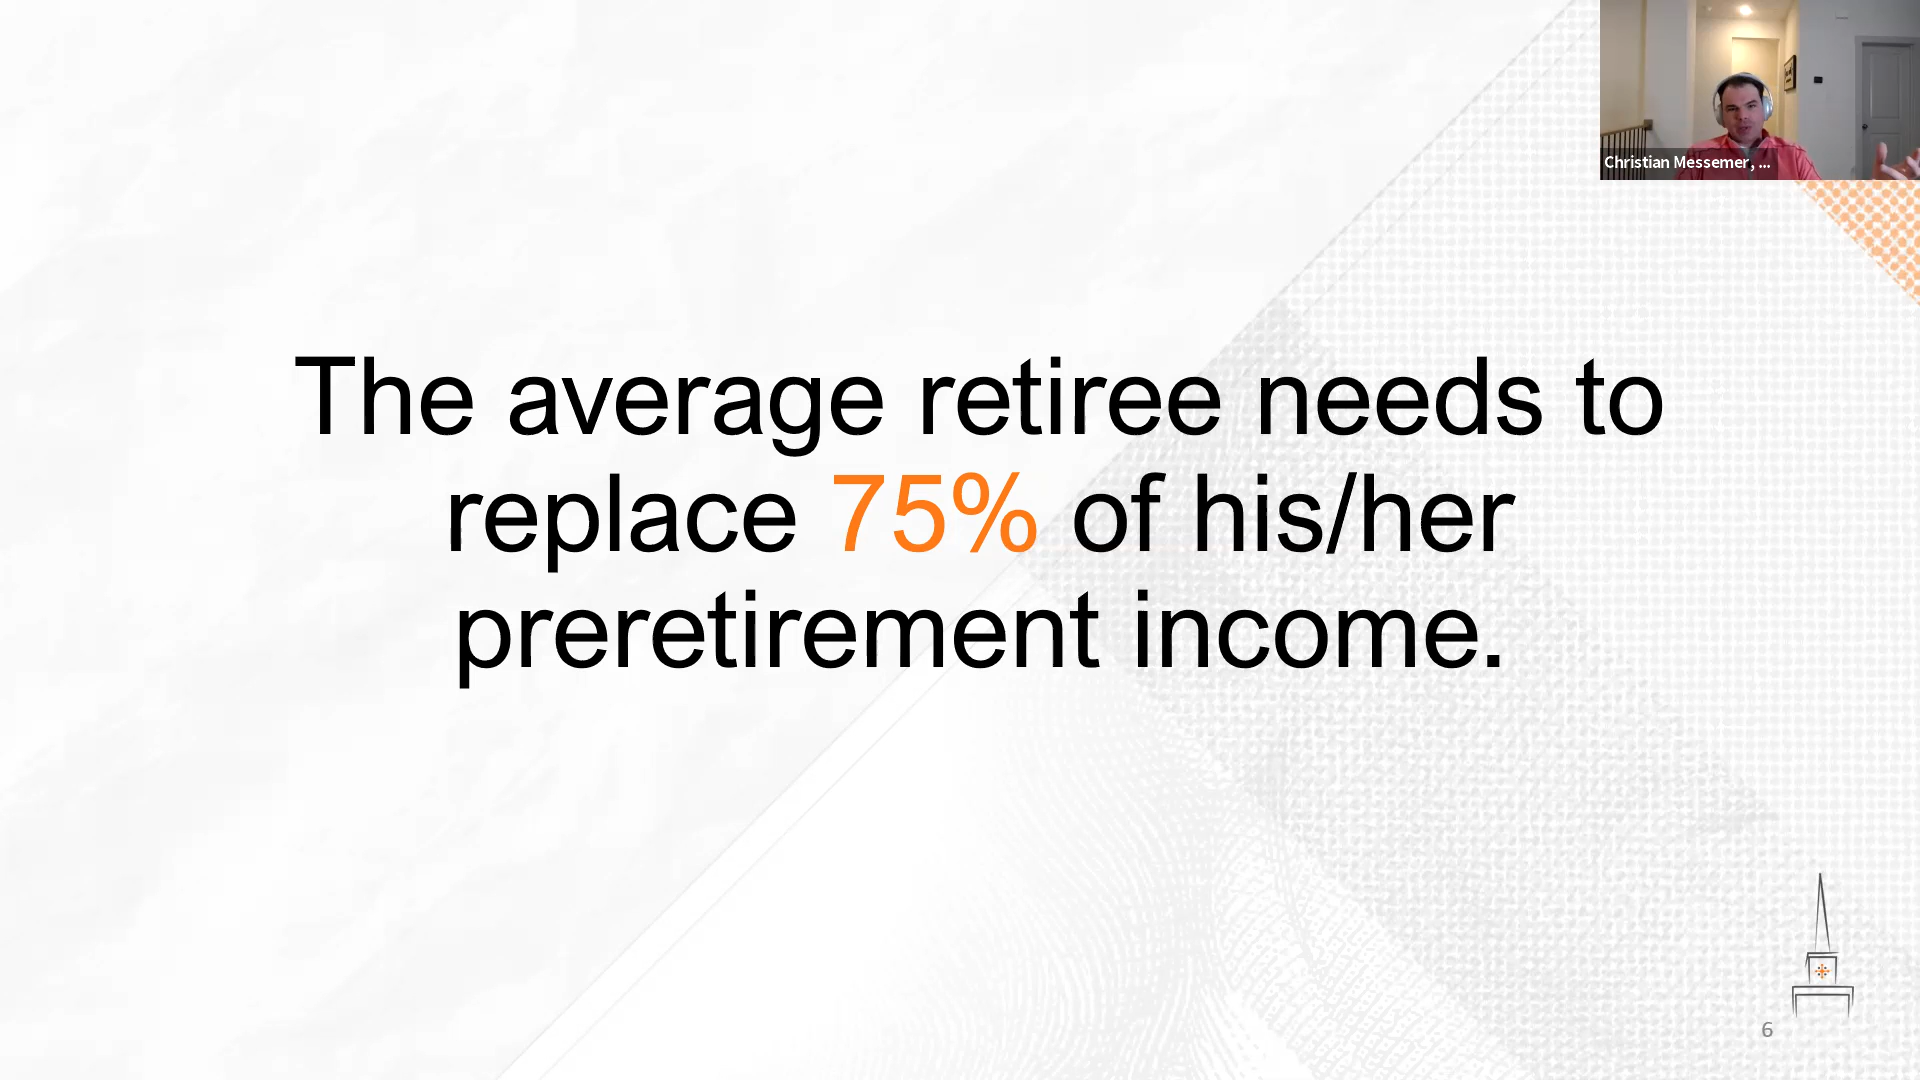 Christian Messemer, ...
The average retiree needs to
replace 75% of his/her
preretirement income.
6